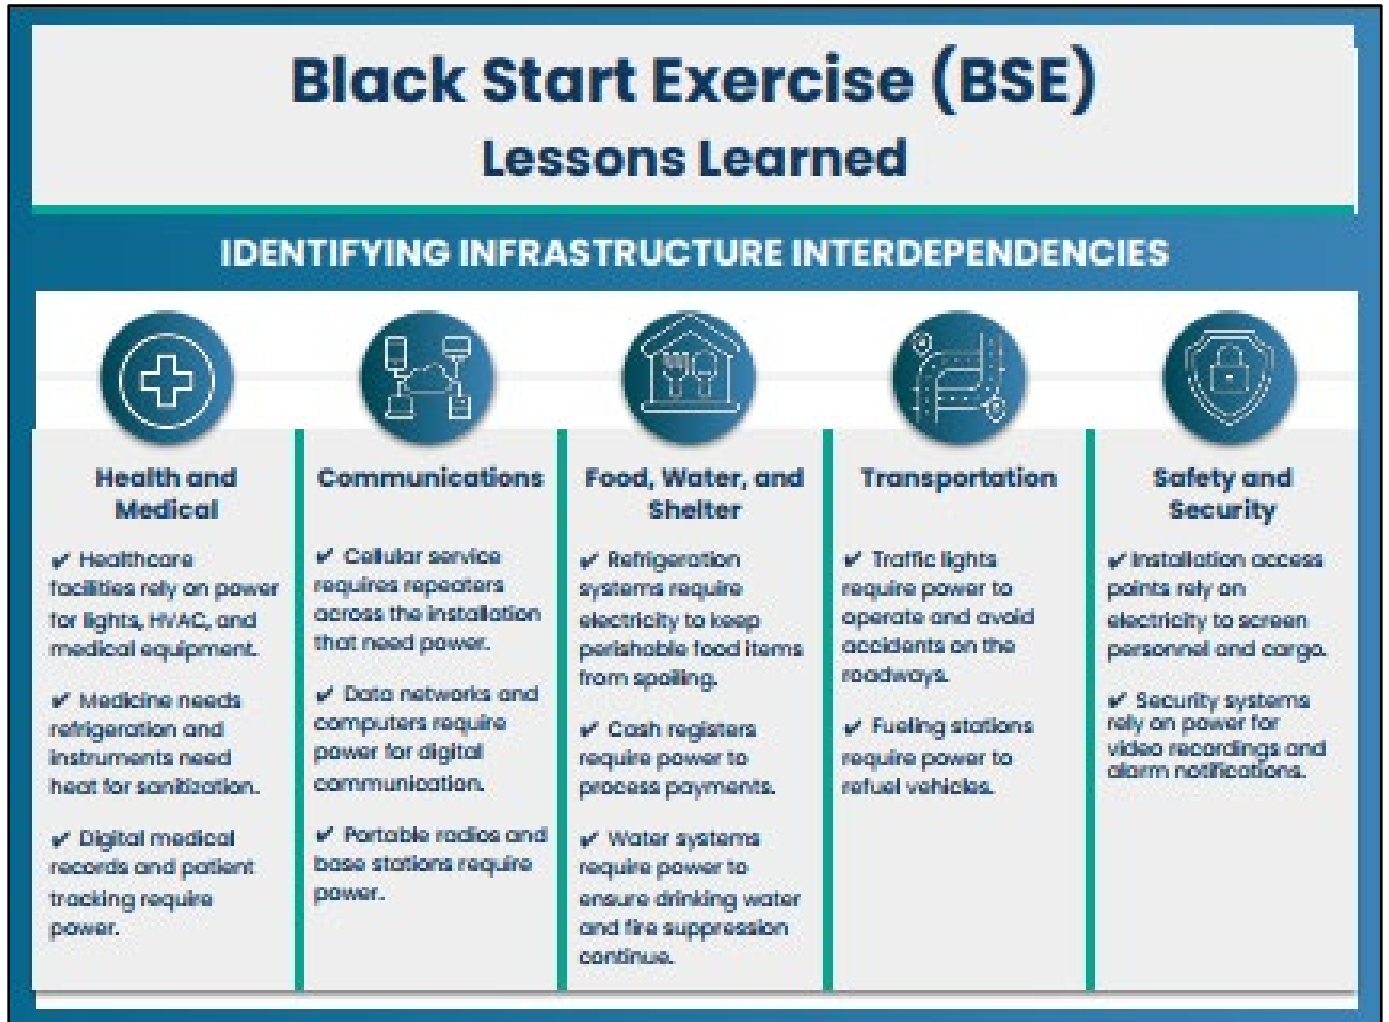 Black Start Exercise (BSE)
Lessons Learned
IDENTIFYING INFRASTRUCTURE INTERDEPENDENCIES
Health and
Medical
✔ Healthcare
facilities rely on power
for lights, HVAC, and
medical equipment.
✔ Medicine needs
refrigeration and
instruments need
heat for sanitization.
✔ Digital medical
records and patient
tracking require
power.
Communications
✔ Cellular service
requires repeaters
across the installation
that need power.
✔ Data networks and
computers require
power for digital
communication.
✔ Portable radios and
base stations require
power.
Food, Water, and
Shelter
✔ Refrigeration
systems require
electricity to keep
perishable food items
from spoiling.
✔ Cash registers
require power to
process payments.
✔ Water systems
require power to
ensure drinking water
and fire suppression
continue.
Transportation
✔ Traffic lights
require power to
operate and avoid
accidents on the
roadways.
✔ Fueling stations
require power to
refuel vehicles.
Safety and
Security
✔ Installation access
points rely on
electricity to screen
personnel and cargo.
✔ Security systems
rely on power for
video recordings and
alarm notifications.